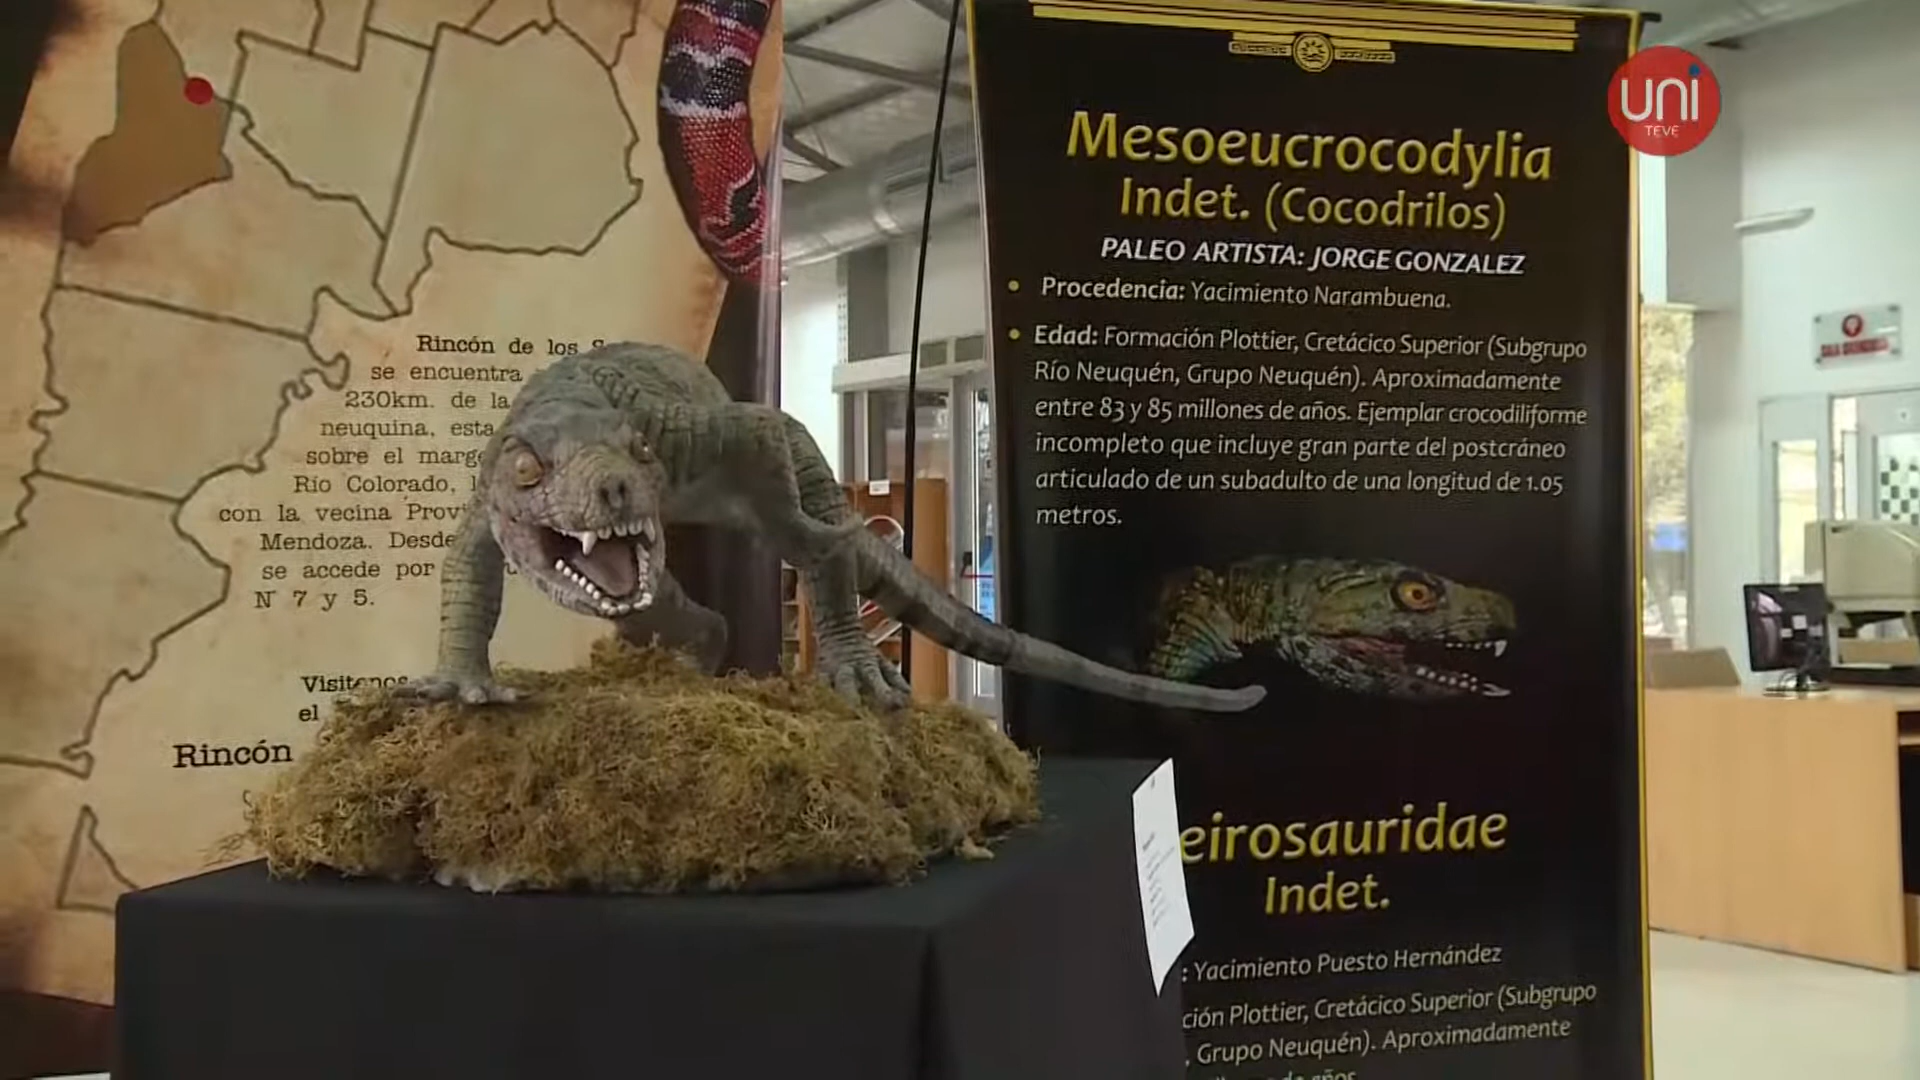 uni
TEVE
Mesoeucrocodylia
Indet. (Cocodrilos)
PALEO ARTISTA: JORGE GONZALEZ
Procedencia: Yacimiento Narambuena.
Edad: Formación Plottier, Cretácico Superior (Subgrupo
Río Neuquén, Grupo Neuquén). Aproximadamente
entre 83 y 85 millones de años. Ejemplar crocodiliforme
incompleto que incluye gran parte del postcráneo
articulado de un subadulto de una longitud de 1.05
metros.
eirosauridae
Indet.
: Yacimiento Puesto Hernández
ción Plottier, Cretácico Superior (Subgrupo
, Grupo Neuquén). Aproximadamente
Rincón de los
se encuentra
230km. de la
neuquina, esta
sobre el marge
Río Colorado,
con la vecina Prov
Mendoza. Desde
se accede por
N° 7 y 5.
Visitenos
el
Rincón